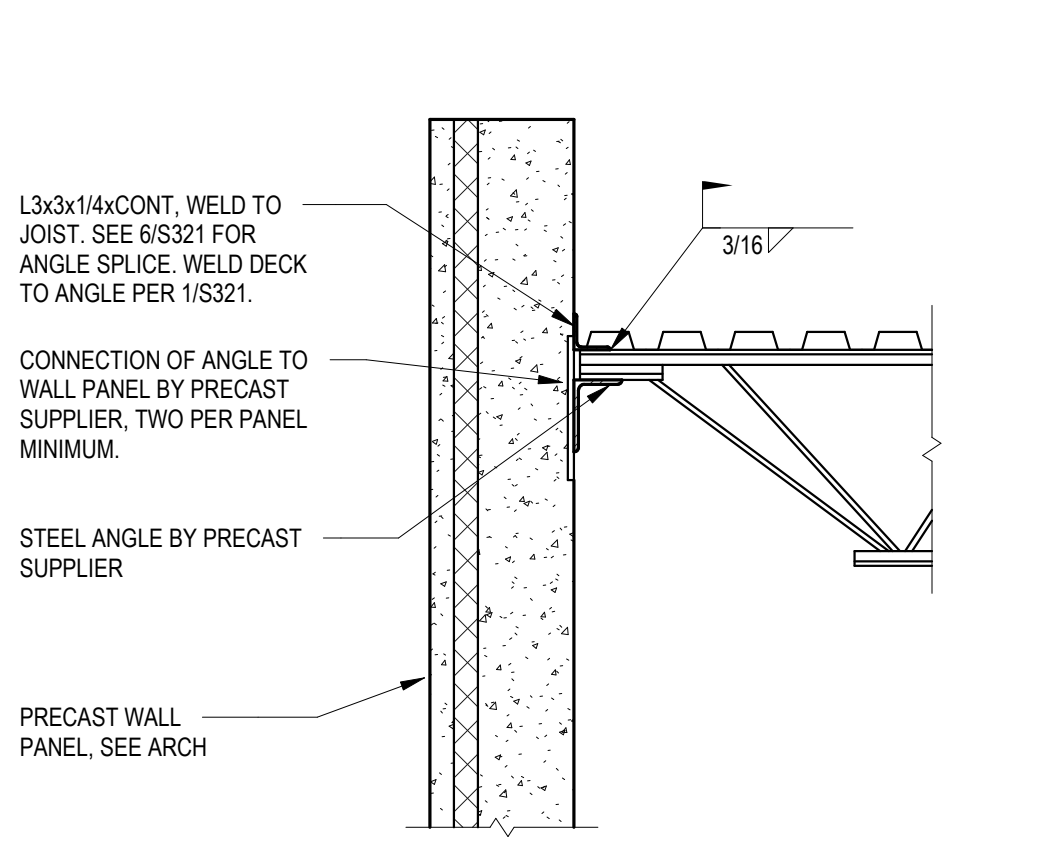 L3x3x1/4xCONT, WELD TO
JOIST. SEE 6/S321 FOR
ANGLE SPLICE. WELD DECK
TO ANGLE PER 1/S321.
3/16
CONNECTION OF ANGLE TO
WALL PANEL BY PRECAST
SUPPLIER, TWO PER PANEL
MINIMUM.
STEEL ANGLE BY PRECAST
SUPPLIER
PRECAST WALL
PANEL, SEE ARCH